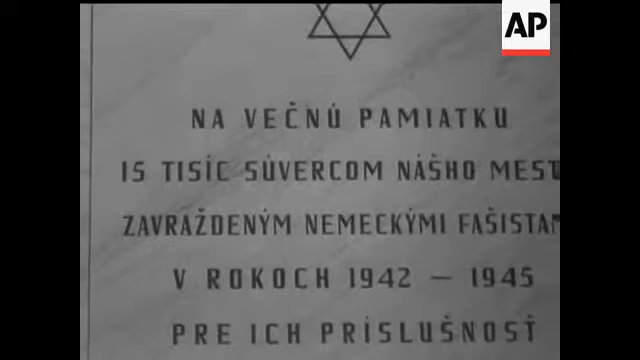 AP
NA VEČNÚ PAMIATKU
15 TISÍC SÚVERCOM NÁŠHO MEST
ZAVRAŽDENÝM NEMECKÝMI FAŠISTAM
V ROKOCH 1942 — 1945
PRE ICH PRÍSLUŠNOSŤ